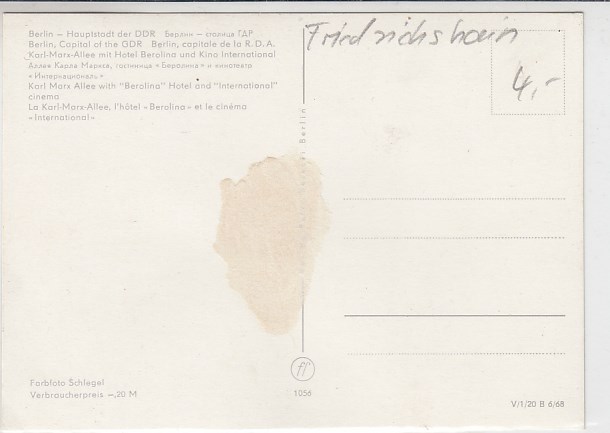 Berlin – Hauptstadt der DDR   Берлин — столица ГДР
Berlin, Capital of the GDR   Berlin, capitale de la R.D.A.
Karl-Marx-Allee mit Hotel Berolina und Kino International
Аллея Карла Маркса, гостиница «Беролина» и кинотеатр
«Интернациональ»
Karl Marx Allee with "Berolina" Hotel and "International"
cinema
La Karl-Marx-Allee, l'hôtel «Berolina» et le cinéma
«International»
Friedrichshain
4,-
Berlin
Farbfoto Schlegel
Verbraucherpreis –,20 M
ff
1056
V/1/20 B 6/68